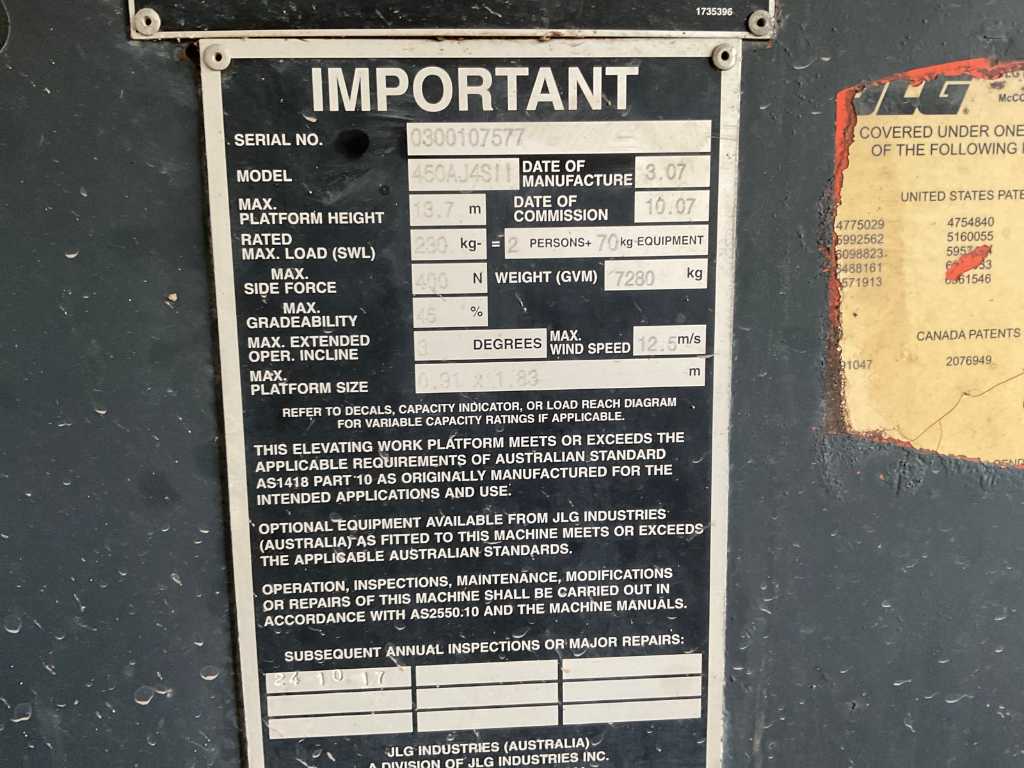 1735396
IMPORTANT
SERIAL NO. 0300107577
MODEL 450AJ4SII DATE OF MANUFACTURE 3.07
MAX. PLATFORM HEIGHT 13.7 m DATE OF COMMISSION 10.07
RATED MAX. LOAD (SWL) 230 kg- = 2 PERSONS+ 70 kg-EQUIPMENT
MAX. SIDE FORCE 400 N WEIGHT (GVM) 7280 kg
MAX. GRADEABILITY 45 %
MAX. EXTENDED OPER. INCLINE 3 DEGREES MAX. WIND SPEED 12.5 m/s
MAX. PLATFORM SIZE 0.91 x 1.83 m
REFER TO DECALS, CAPACITY INDICATOR, OR LOAD REACH DIAGRAM
FOR VARIABLE CAPACITY RATINGS IF APPLICABLE.
THIS ELEVATING WORK PLATFORM MEETS OR EXCEEDS THE
APPLICABLE REQUIREMENTS OF AUSTRALIAN STANDARD
AS1418 PART 10 AS ORIGINALLY MANUFACTURED FOR THE
INTENDED APPLICATIONS AND USE.
OPTIONAL EQUIPMENT AVAILABLE FROM JLG INDUSTRIES
(AUSTRALIA) AS FITTED TO THIS MACHINE MEETS OR EXCEEDS
THE APPLICABLE AUSTRALIAN STANDARDS.
OPERATION, INSPECTIONS, MAINTENANCE, MODIFICATIONS
OR REPAIRS OF THIS MACHINE SHALL BE CARRIED OUT IN
ACCORDANCE WITH AS2550.10 AND THE MACHINE MANUALS.
SUBSEQUENT ANNUAL INSPECTIONS OR MAJOR REPAIRS:
24 10 17
JLG INDUSTRIES (AUSTRALIA)
A DIVISION OF JLG INDUSTRIES INC.
JLG
COVERED UNDER ONE
OF THE FOLLOWING
UNITED STATES
4775029 4754840
5992562 5160055
6098823
6488161
6571913 6361546
CANADA PATENTS
2076949